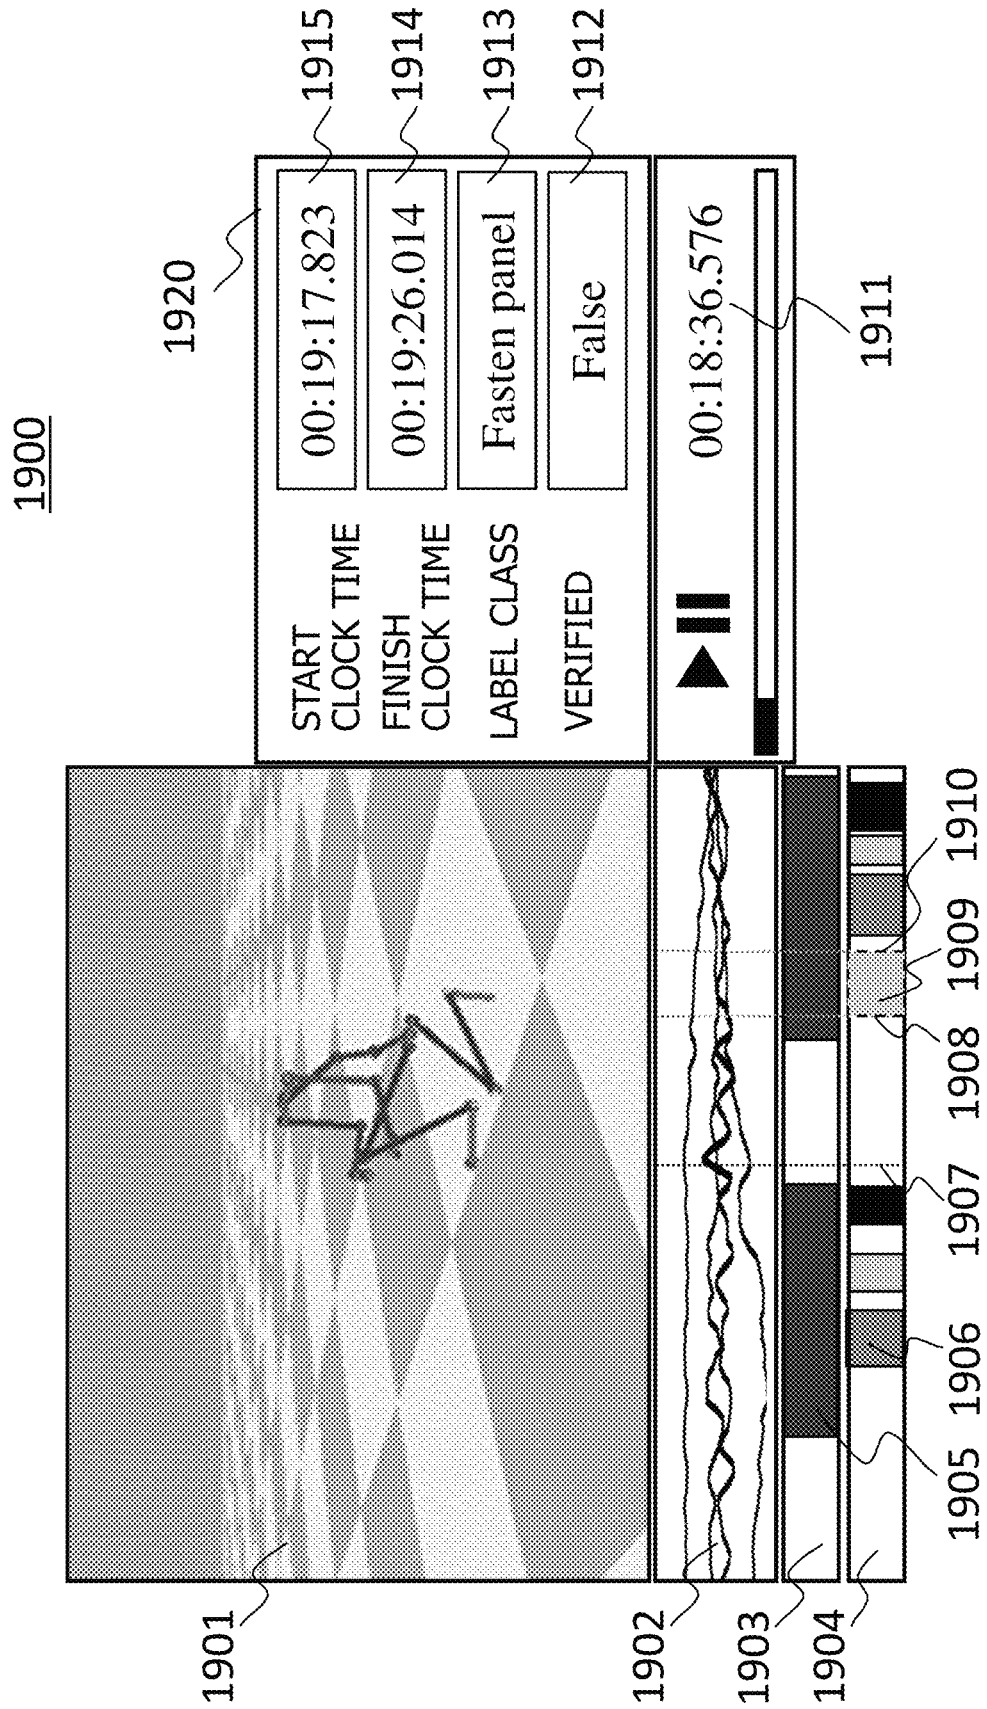 1900
1920
START
CLOCK TIME
00:19:17.823
1915
FINISH
CLOCK TIME
00:19:26.014
1914
LABEL CLASS
Fasten panel
1913
VERIFIED
False
1912
00:18:36.576
1911
1901
1902
1903
1904
1905
1906
1907
1908
1909
1910